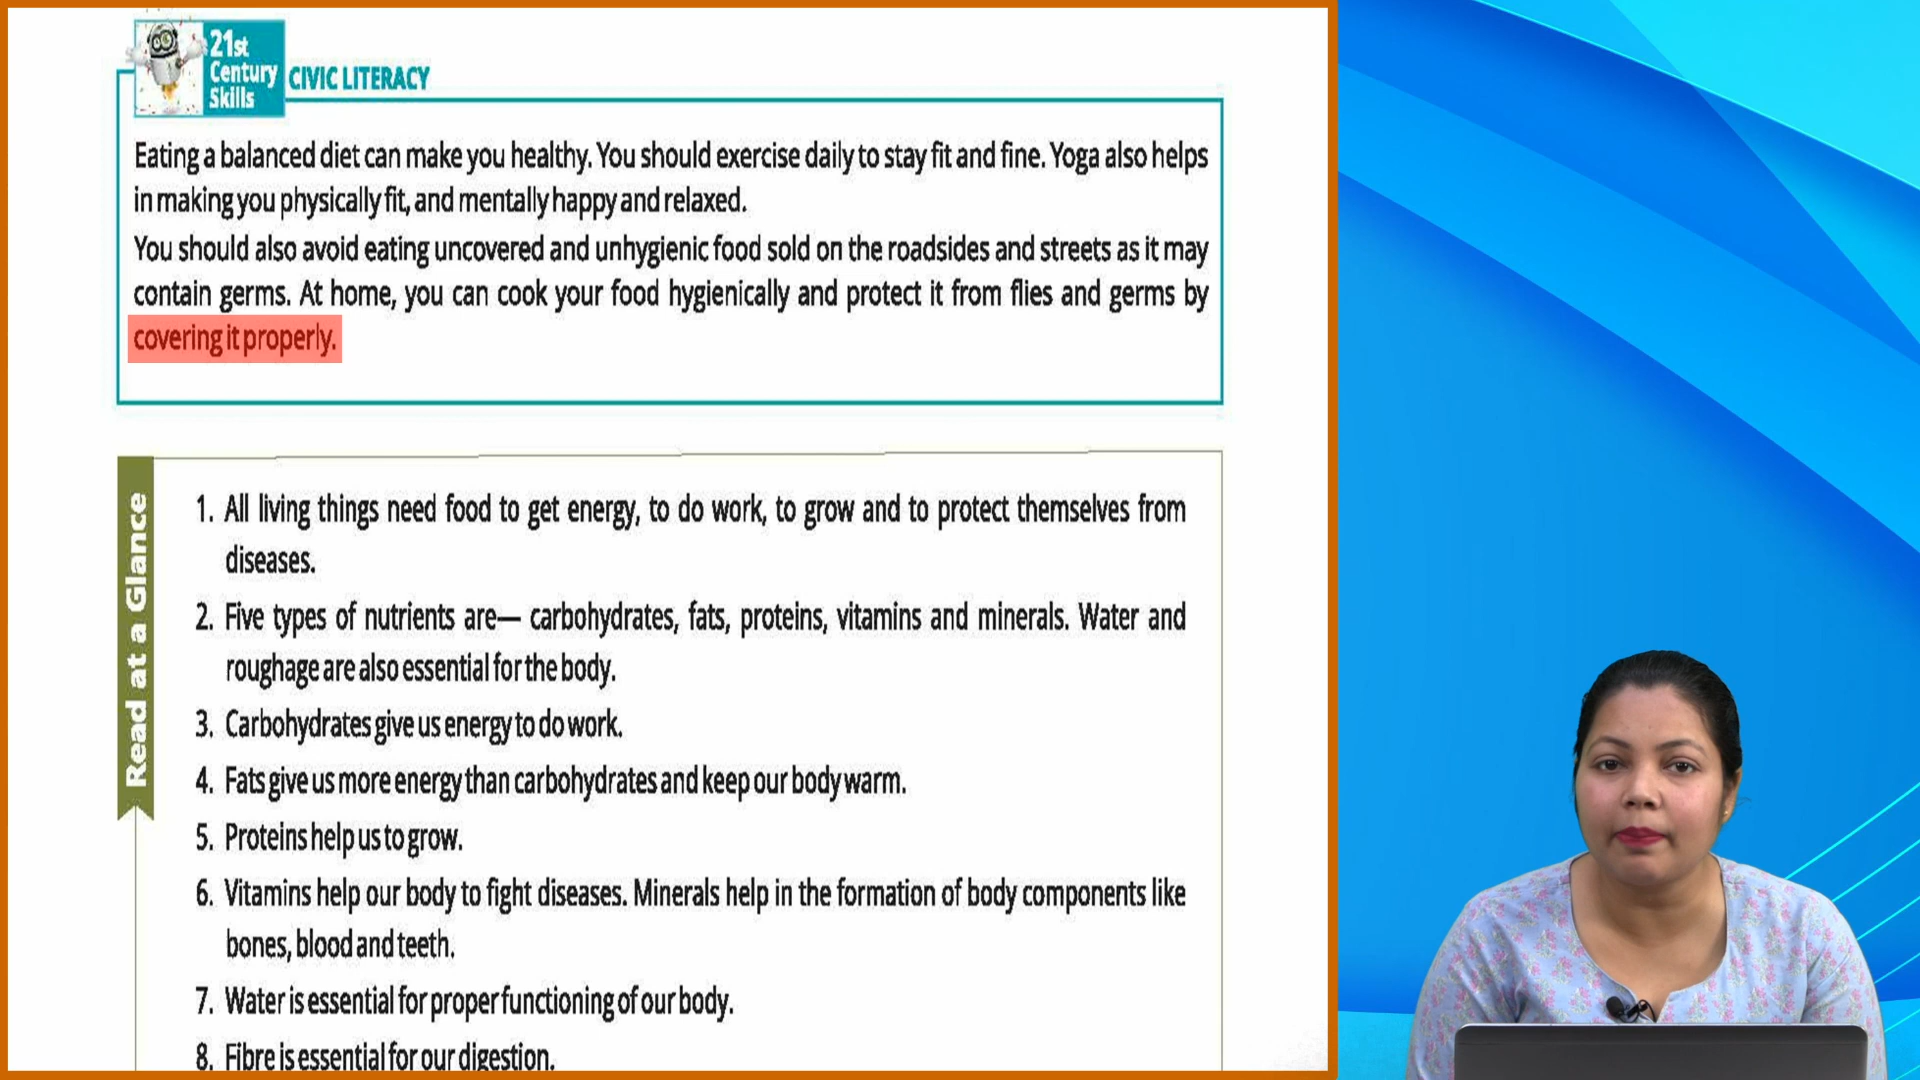 21st
Century
Skills
CIVIC LITERACY
Eating a balanced diet can make you healthy. You should exercise daily to stay fit and fine. Yoga also helps
in making you physically fit, and mentally happy and relaxed.
You should also avoid eating uncovered and unhygienic food sold on the roadsides and streets as it may
contain germs. At home, you can cook your food hygienically and protect it from flies and germs by
covering it properly.
Read at a Glance
1. All living things need food to get energy, to do work, to grow and to protect themselves from
diseases.
2. Five types of nutrients are— carbohydrates, fats, proteins, vitamins and minerals. Water and
roughage are also essential for the body.
3. Carbohydrates give us energy to do work.
4. Fats give us more energy than carbohydrates and keep our body warm.
5. Proteins help us to grow.
6. Vitamins help our body to fight diseases. Minerals help in the formation of body components like
bones, blood and teeth.
7. Water is essential for proper functioning of our body.
8. Fibre is essential for our digestion.